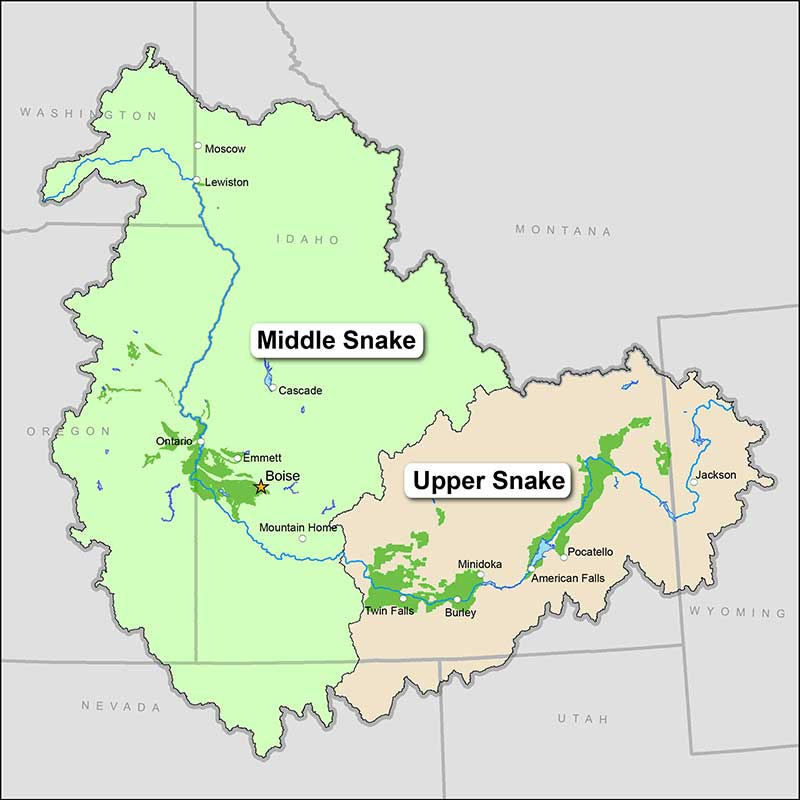 WASHINGTON
Moscow
Lewiston
IDAHO
MONTANA
Middle Snake
Cascade
OREGON
Ontario
Emmett
Boise
Upper Snake
Jackson
Mountain Home
Minidoka
Pocatello
American Falls
Twin Falls
Burley
WYOMING
NEVADA
UTAH